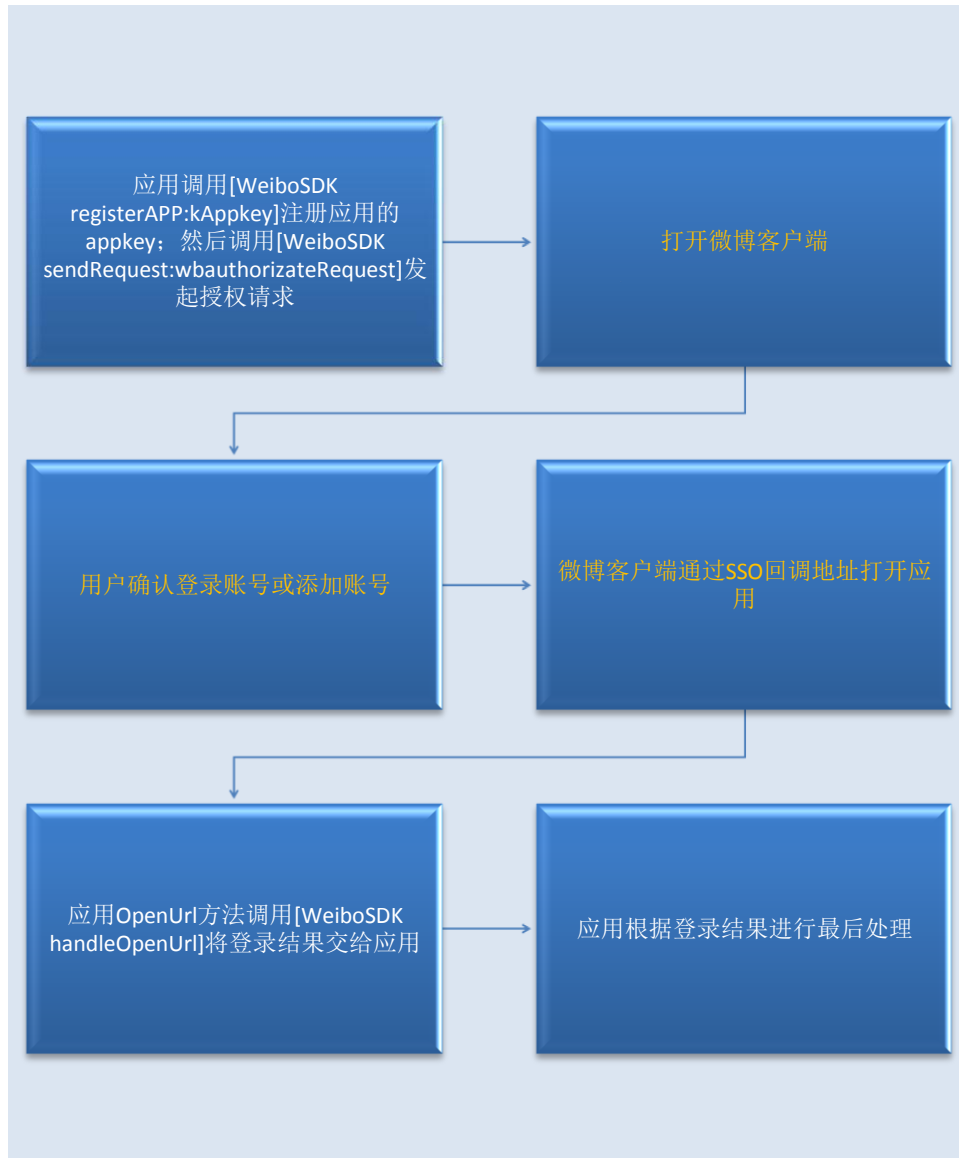 应用调用[WeiboSDK
registerAPP:kAppkey]注册应用的
appkey；然后调用[WeiboSDK
sendRequest:wbauthorizateRequest]发
起授权请求
打开微博客户端
用户确认登录账号或添加账号
微博客户端通过SSO回调地址打开应
用
应用OpenUrl方法调用[WeiboSDK
handleOpenUrl]将登录结果交给应用
应用根据登录结果进行最后处理